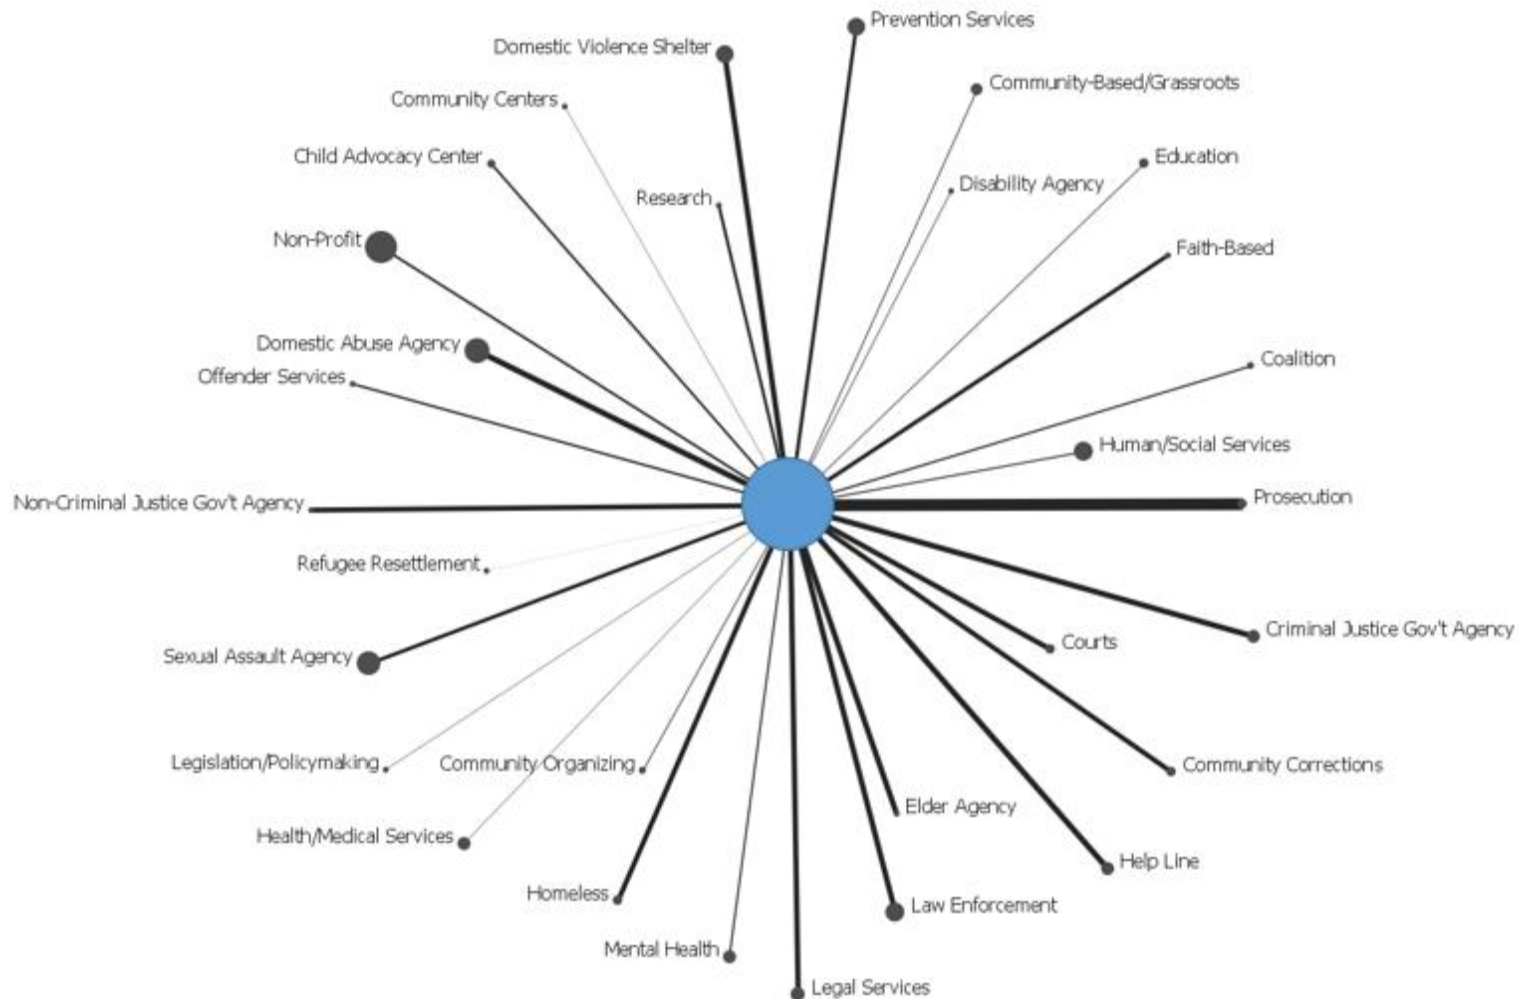 Prevention Services
Domestic Violence Shelter
Community-Based/Grassroots
Community Centers
Child Advocacy Center
Education
Disability Agency
Research
Non-Profit
Faith-Based
Domestic Abuse Agency
Coalition
Offender Services
Human/Social Services
Non-Criminal Justice Gov't Agency
Prosecution
Refugee Resettlement
Criminal Justice Gov't Agency
Courts
Sexual Assault Agency
Legislation/Policymaking
Community Organizing
Community Corrections
Elder Agency
Health/Medical Services
Help Line
Homeless
Law Enforcement
Mental Health
Legal Services